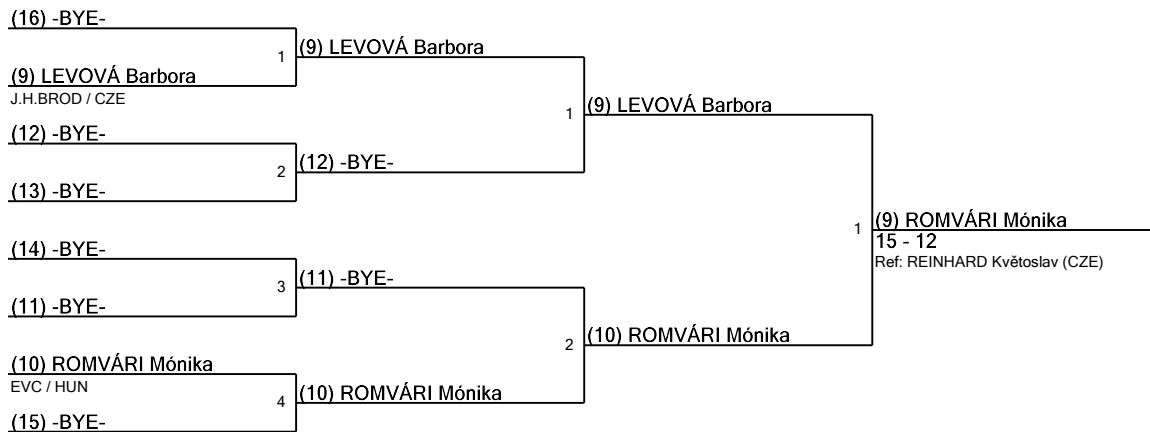 (16) -BYE-
1
(9) LEVOVÁ Barbora
(9) LEVOVÁ Barbora
J.H.BROD / CZE
1
(9) LEVOVÁ Barbora
(12) -BYE-
2
(12) -BYE-
(13) -BYE-
1
(9) ROMVÁRI Mónika
15 - 12
Ref: REINHARD Květoslav (CZE)
(14) -BYE-
3
(11) -BYE-
(11) -BYE-
2
(10) ROMVÁRI Mónika
(10) ROMVÁRI Mónika
EVC / HUN
4
(10) ROMVÁRI Mónika
(15) -BYE-